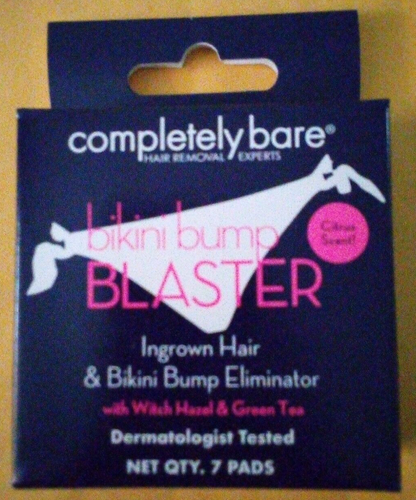 completely bare®
HAIR REMOVAL EXPERTS
bikini bump
BLASTER
Citrus
Scent!
Ingrown Hair
& Bikini Bump Eliminator
with Witch Hazel & Green Tea
Dermatologist Tested
NET QTY. 7 PADS